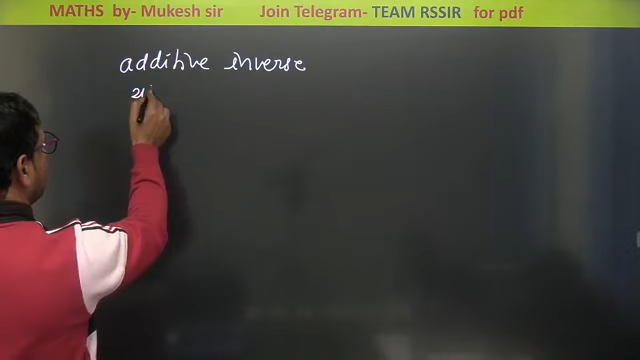 MATHS by- Mukesh sir Join Telegram- TEAM RSSIR for pdf
additive inverse